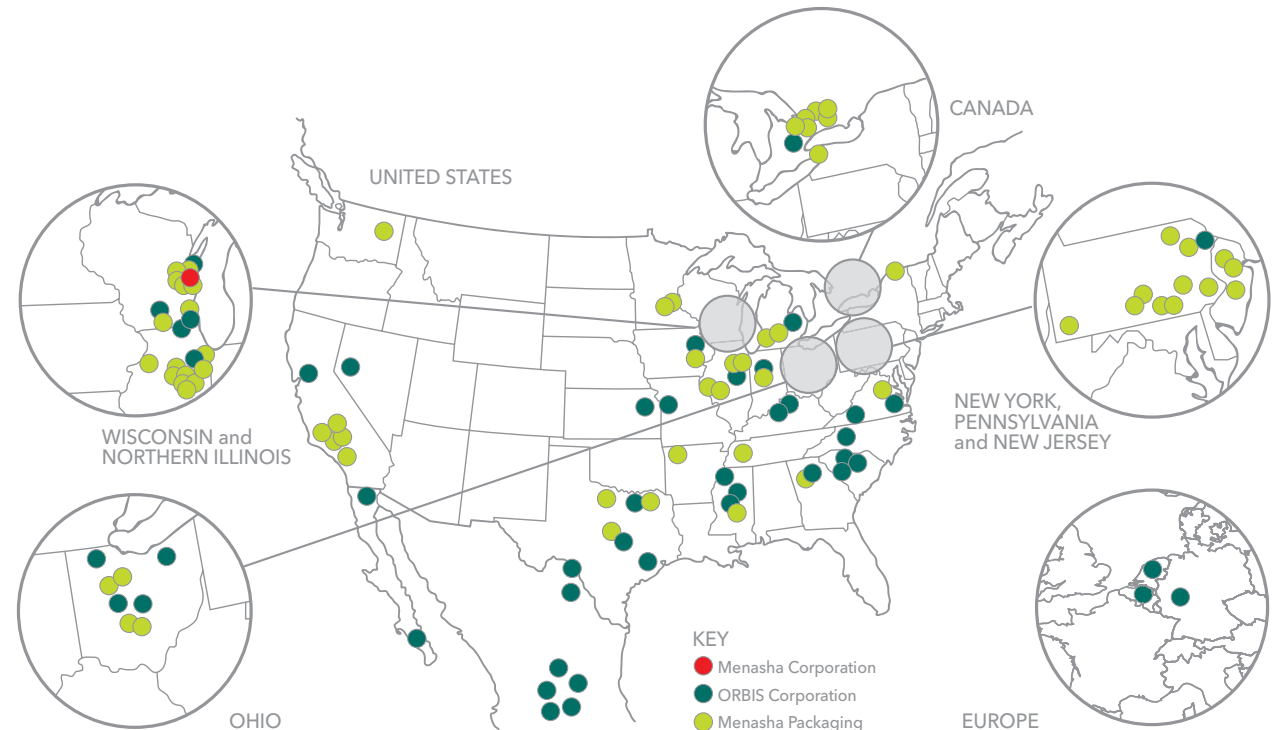 CANADA
UNITED STATES
WISCONSIN and
NORTHERN ILLINOIS
NEW YORK,
PENNSYLVANIA
and NEW JERSEY
OHIO
KEY
Menasha Corporation
ORBIS Corporation
Menasha Packaging
EUROPE